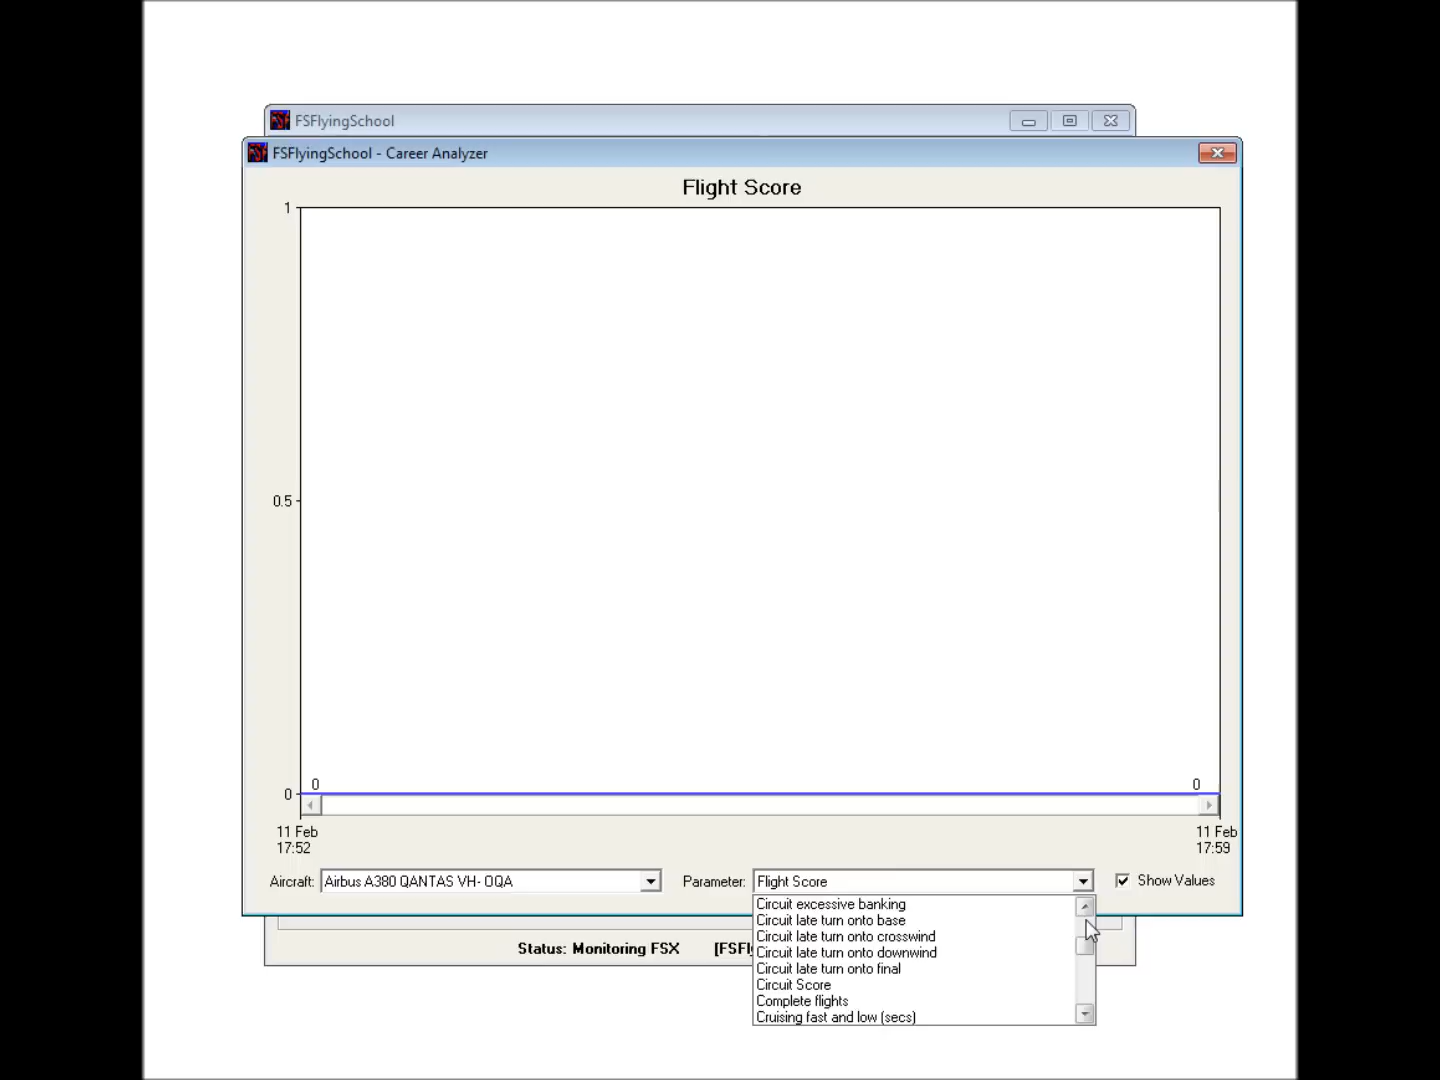 FSFlyingSchool
FSFlyingSchool - Career Analyzer
Flight Score
1
0.5
0
0
0
11 Feb
17:52
11 Feb
17:59
Aircraft: Airbus A380 QANTAS VH- OQA
Parameter: Flight Score
Show Values
Circuit excessive banking
Circuit late turn onto base
Circuit late turn onto crosswind
Circuit late turn onto downwind
Circuit late turn onto final
Circuit Score
Complete flights
Cruising fast and low (secs)
Status: Monitoring FSX [FSFl